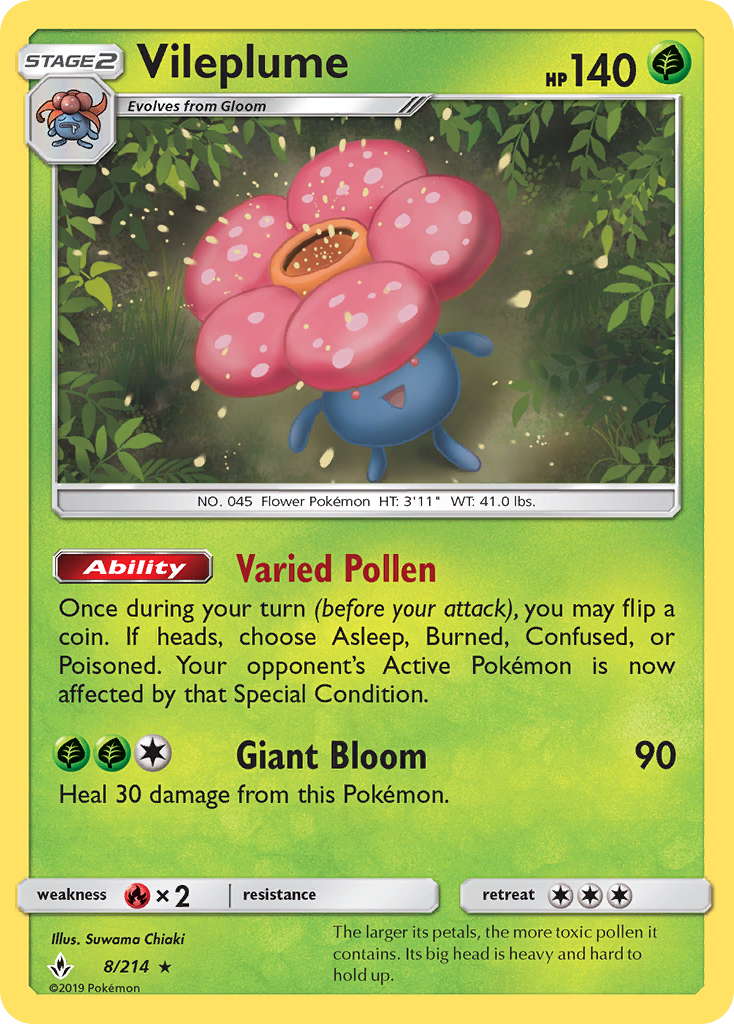 STAGE2
Vileplume
HP 140
Evolves from Gloom
NO. 045 Flower Pokémon HT: 3'11" WT: 41.0 lbs.
Ability Varied Pollen
Once during your turn (before your attack), you may flip a
coin. If heads, choose Asleep, Burned, Confused, or
Poisoned. Your opponent's Active Pokémon is now
affected by that Special Condition.
Giant Bloom 90
Heal 30 damage from this Pokémon.
weakness × 2 resistance retreat
Illus. Suwama Chiaki
8/214 ★
©2019 Pokémon
The larger its petals, the more toxic pollen it
contains. Its big head is heavy and hard to
hold up.